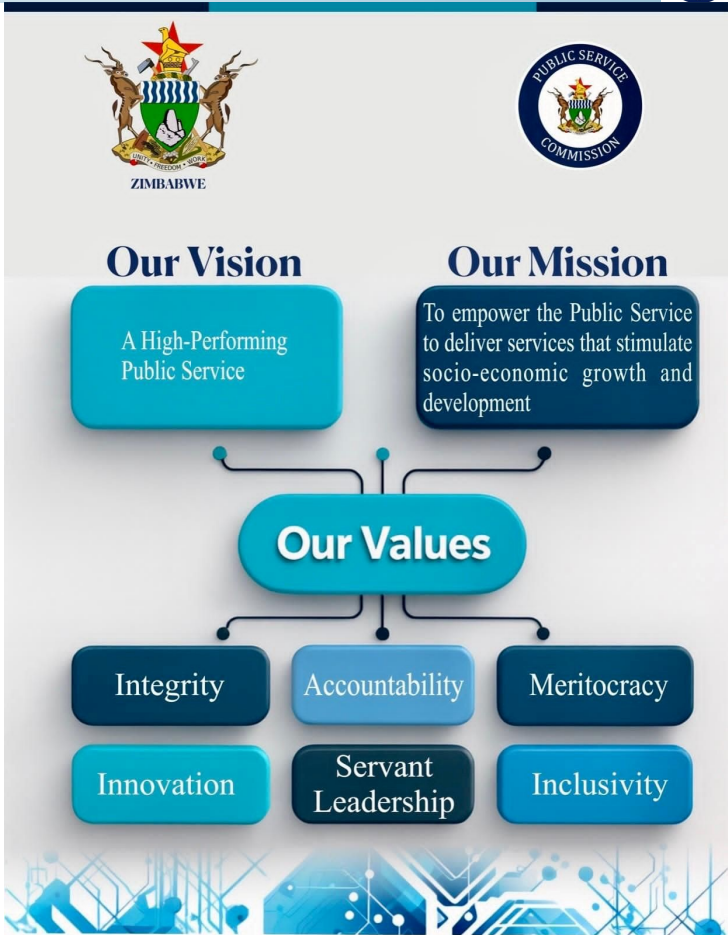 UNITY • FREEDOM • WORK
ZIMBABWE
PUBLIC SERVICE
COMMISSION
Our Vision
A High-Performing
Public Service
Our Mission
To empower the Public Service
to deliver services that stimulate
socio-economic growth and
development
Our Values
Integrity
Accountability
Meritocracy
Innovation
Servant
Leadership
Inclusivity